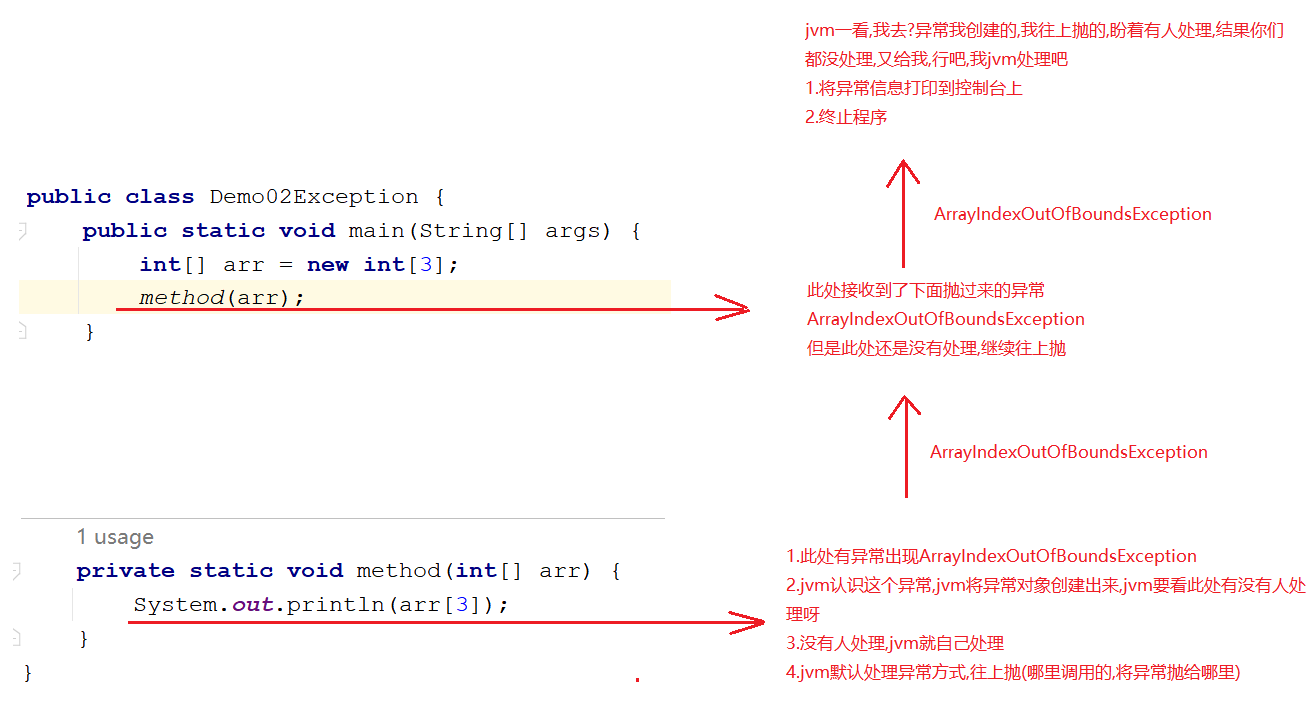 jvm一看,我去?异常我创建的,我往上抛的,盼着有人处理,结果你们
都没处理,又给我,行吧,我jvm处理吧
1.将异常信息打印到控制台上
2.终止程序
public class Demo02Exception {
ArrayIndexOutOfBoundsException
public static void main(String[] args) {
int[] arr = new int[3];
method(arr);
}
此处接收到了下面抛过来的异常
ArrayIndexOutOfBoundsException
但是此处还是没有处理,继续往上抛
ArrayIndexOutOfBoundsException
1 usage
private static void method(int[] arr) {
System.out.println(arr[3]);
}
}
1.此处有异常出现ArrayIndexOutOfBoundsException
2.jvm认识这个异常,jvm将异常对象创建出来,jvm要看此处有没有人处
理呀
3.没有人处理,jvm就自己处理
4.jvm默认处理异常方式,往上抛(哪里调用的,将异常抛给哪里)